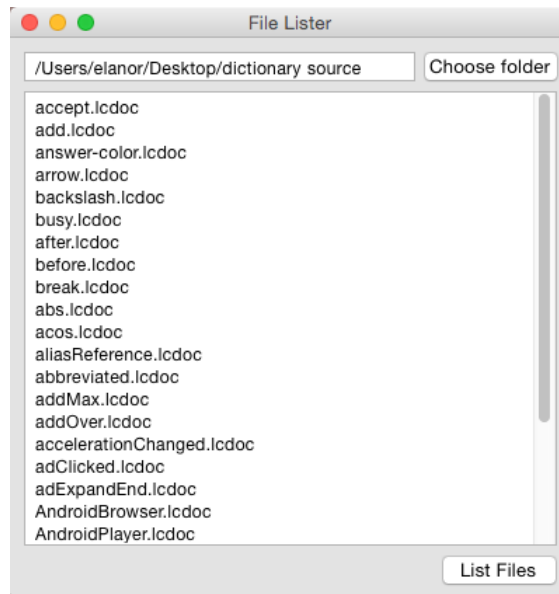 File Lister
/Users/elanor/Desktop/dictionary source
Choose folder
accept.lcdoc
add.lcdoc
answer-color.lcdoc
arrow.lcdoc
backslash.lcdoc
busy.lcdoc
after.lcdoc
before.lcdoc
break.lcdoc
abs.lcdoc
acos.lcdoc
aliasReference.lcdoc
abbreviated.lcdoc
addMax.lcdoc
addOver.lcdoc
accelerationChanged.lcdoc
adClicked.lcdoc
adExpandEnd.lcdoc
AndroidBrowser.lcdoc
AndroidPlayer.lcdoc
List Files